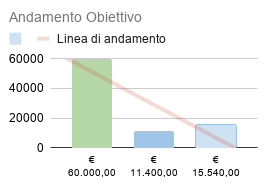 Andamento Obiettivo
Linea di andamento
60000
40000
20000
0
€ € €
60.000,00 11.400,00 15.540,00